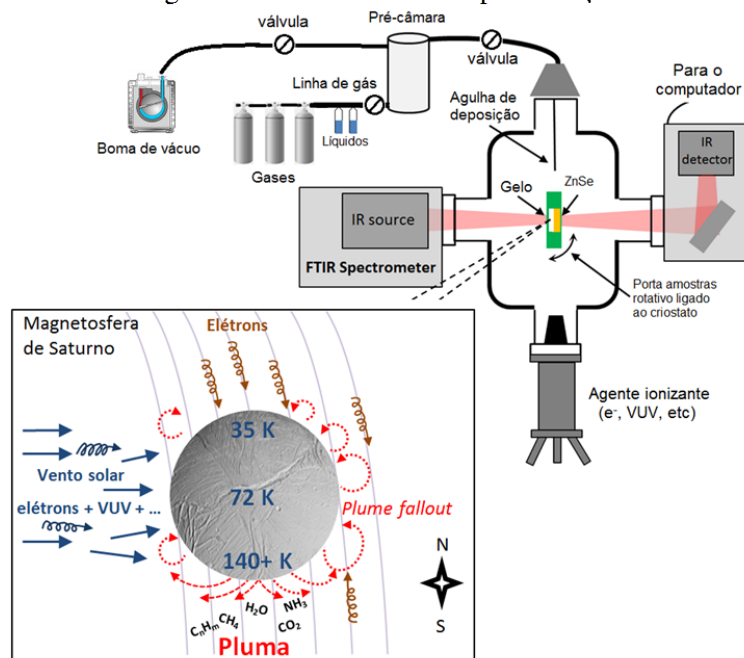 Pré-câmara
válvula
válvula
Linha de gás
Para o
computador
Agulha de
deposição
IR
detector
Boma de vácuo
Líquidos
Gases
Gelo
ZnSe
IR source
FTIR Spectrometer
Porta amostras
rotativo ligado
ao criostato
Magnetosfera
de Saturno
Elétrons
Agente ionizante
(e⁻, VUV, etc)
35 K
Vento solar
72 K
elétrons + VUV + ...
Plume fallout
140+ K
N
S
CₙHₘ
CH₄
H₂O
CO₂
NH₃
Pluma